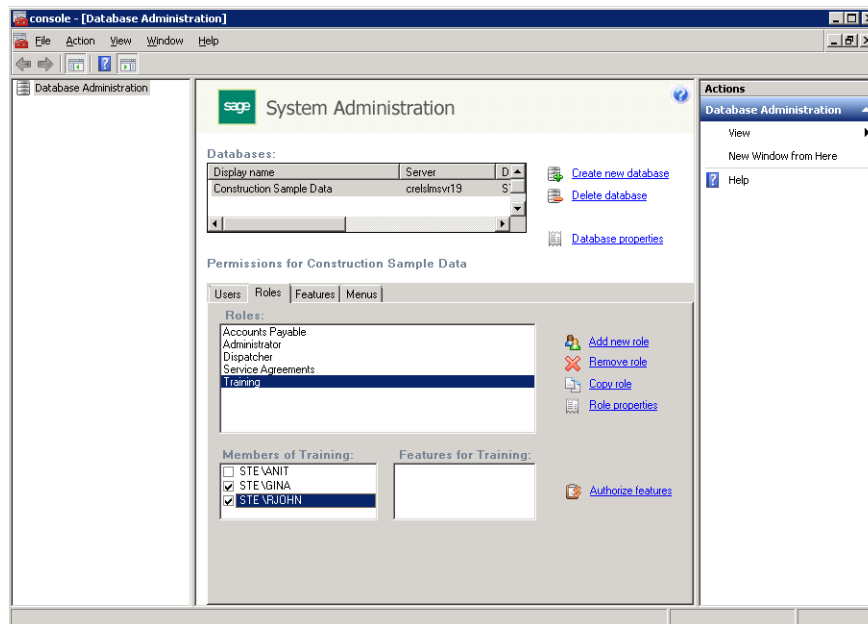 console - [Database Administration]
File Action View Window Help
Database Administration
sage System Administration
Databases:
Display name Server D
Construction Sample Data crelslmsvr19 S
Create new database
Delete database
Database properties
Permissions for Construction Sample Data
Users Roles Features Menus
Roles:
Accounts Payable
Administrator
Dispatcher
Service Agreements
Training
Add new role
Remove role
Copy role
Role properties
Members of Training:
STE\ANIT
STE\GINA
STE\RJOHN
Features for Training:
Authorize features
Actions
Database Administration
View
New Window from Here
Help